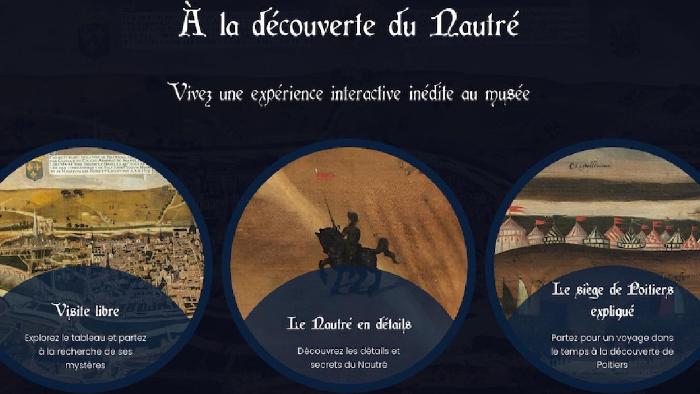 À la découverte du Nautré
Vivez une expérience interactive inédite au musée
Visite libre
Explorez le tableau et partez
à la recherche de ses
mystères
Le Nautré en détails
Découvrez les détails et
secrets du Nautré
Le siège de Poitiers
expliqué
Partez pour un voyage dans
le temps à la découverte de
Poitiers